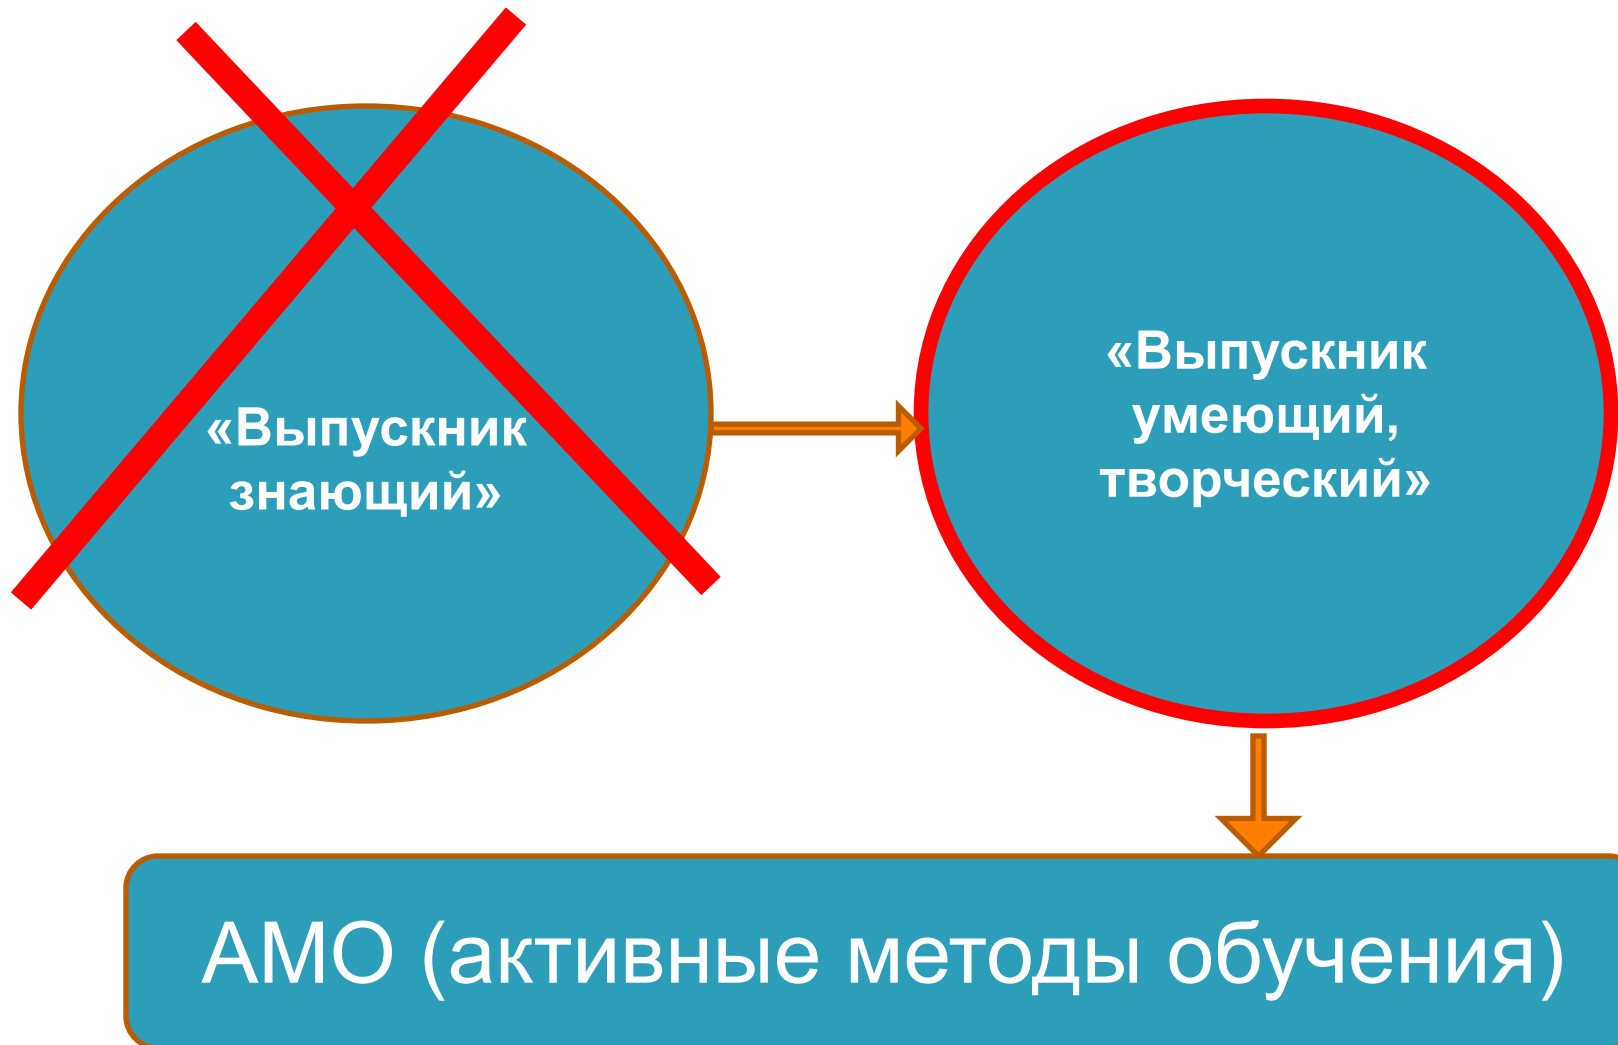 «Выпускник
знающий»
«Выпускник
умеющий,
творческий»
АМО (активные методы обучения)